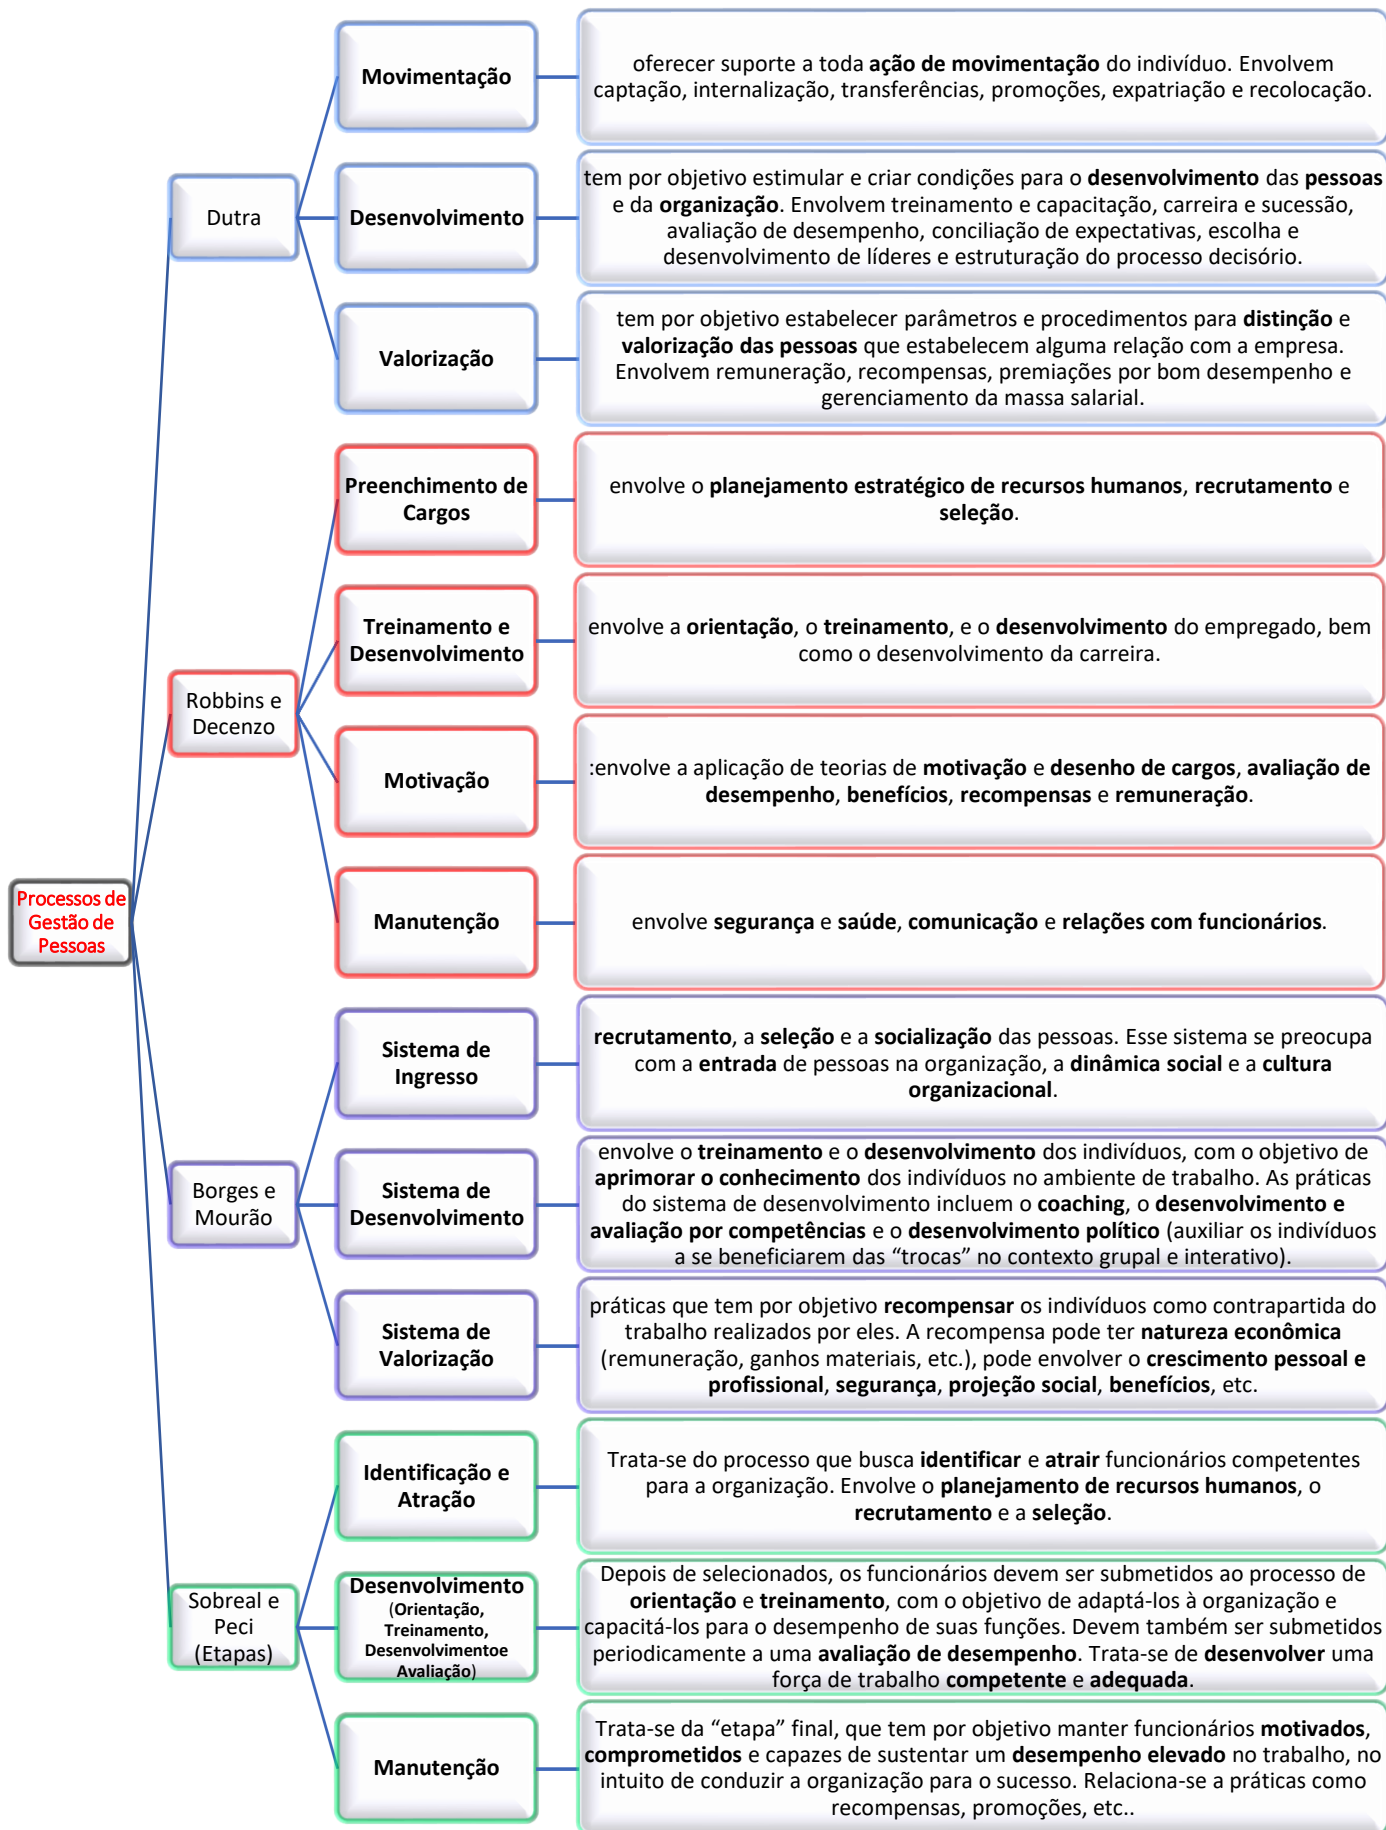 Processos de
Gestão de
Pessoas
Dutra
Movimentação
oferecer suporte a toda ação de movimentação do indivíduo. Envolvem
captação, internalização, transferências, promoções, expatriação e recolocação.
Desenvolvimento
tem por objetivo estimular e criar condições para o desenvolvimento das pessoas
e da organização. Envolvem treinamento e capacitação, carreira e sucessão,
avaliação de desempenho, conciliação de expectativas, escolha e
desenvolvimento de líderes e estruturação do processo decisório.
Valorização
tem por objetivo estabelecer parâmetros e procedimentos para distinção e
valorização das pessoas que estabelecem alguma relação com a empresa.
Envolvem remuneração, recompensas, premiações por bom desempenho e
gerenciamento da massa salarial.
Robbins e
Decenzo
Preenchimento de
Cargos
envolve o planejamento estratégico de recursos humanos, recrutamento e
seleção.
Treinamento e
Desenvolvimento
envolve a orientação, o treinamento, e o desenvolvimento do empregado, bem
como o desenvolvimento da carreira.
Motivação
:envolve a aplicação de teorias de motivação e desenho de cargos, avaliação de
desempenho, benefícios, recompensas e remuneração.
Manutenção
envolve segurança e saúde, comunicação e relações com funcionários.
Borges e
Mourão
Sistema de
Ingresso
recrutamento, a seleção e a socialização das pessoas. Esse sistema se preocupa
com a entrada de pessoas na organização, a dinâmica social e a cultura
organizacional.
Sistema de
Desenvolvimento
envolve o treinamento e o desenvolvimento dos indivíduos, com o objetivo de
aprimorar o conhecimento dos indivíduos no ambiente de trabalho. As práticas
do sistema de desenvolvimento incluem o coaching, o desenvolvimento e
avaliação por competências e o desenvolvimento político (auxiliar os indivíduos
a se beneficiarem das “trocas” no contexto grupal e interativo).
Sistema de
Valorização
práticas que tem por objetivo recompensar os indivíduos como contrapartida do
trabalho realizados por eles. A recompensa pode ter natureza econômica
(remuneração, ganhos materiais, etc.), pode envolver o crescimento pessoal e
profissional, segurança, projeção social, benefícios, etc.
Sobreal e
Peci
(Etapas)
Identificação e
Atração
Trata-se do processo que busca identificar e atrair funcionários competentes
para a organização. Envolve o planejamento de recursos humanos, o
recrutamento e a seleção.
Desenvolvimento
(Orientação,
Treinamento,
Desenvolvimentoe
Avaliação)
Depois de selecionados, os funcionários devem ser submetidos ao processo de
orientação e treinamento, com o objetivo de adaptá-los à organização e
capacitá-los para o desempenho de suas funções. Devem também ser submetidos
periodicamente a uma avaliação de desempenho. Trata-se de desenvolver uma
força de trabalho competente e adequada.
Manutenção
Trata-se da “etapa” final, que tem por objetivo manter funcionários motivados,
comprometidos e capazes de sustentar um desempenho elevado no trabalho, no
intuito de conduzir a organização para o sucesso. Relaciona-se a práticas como
recompensas, promoções, etc..